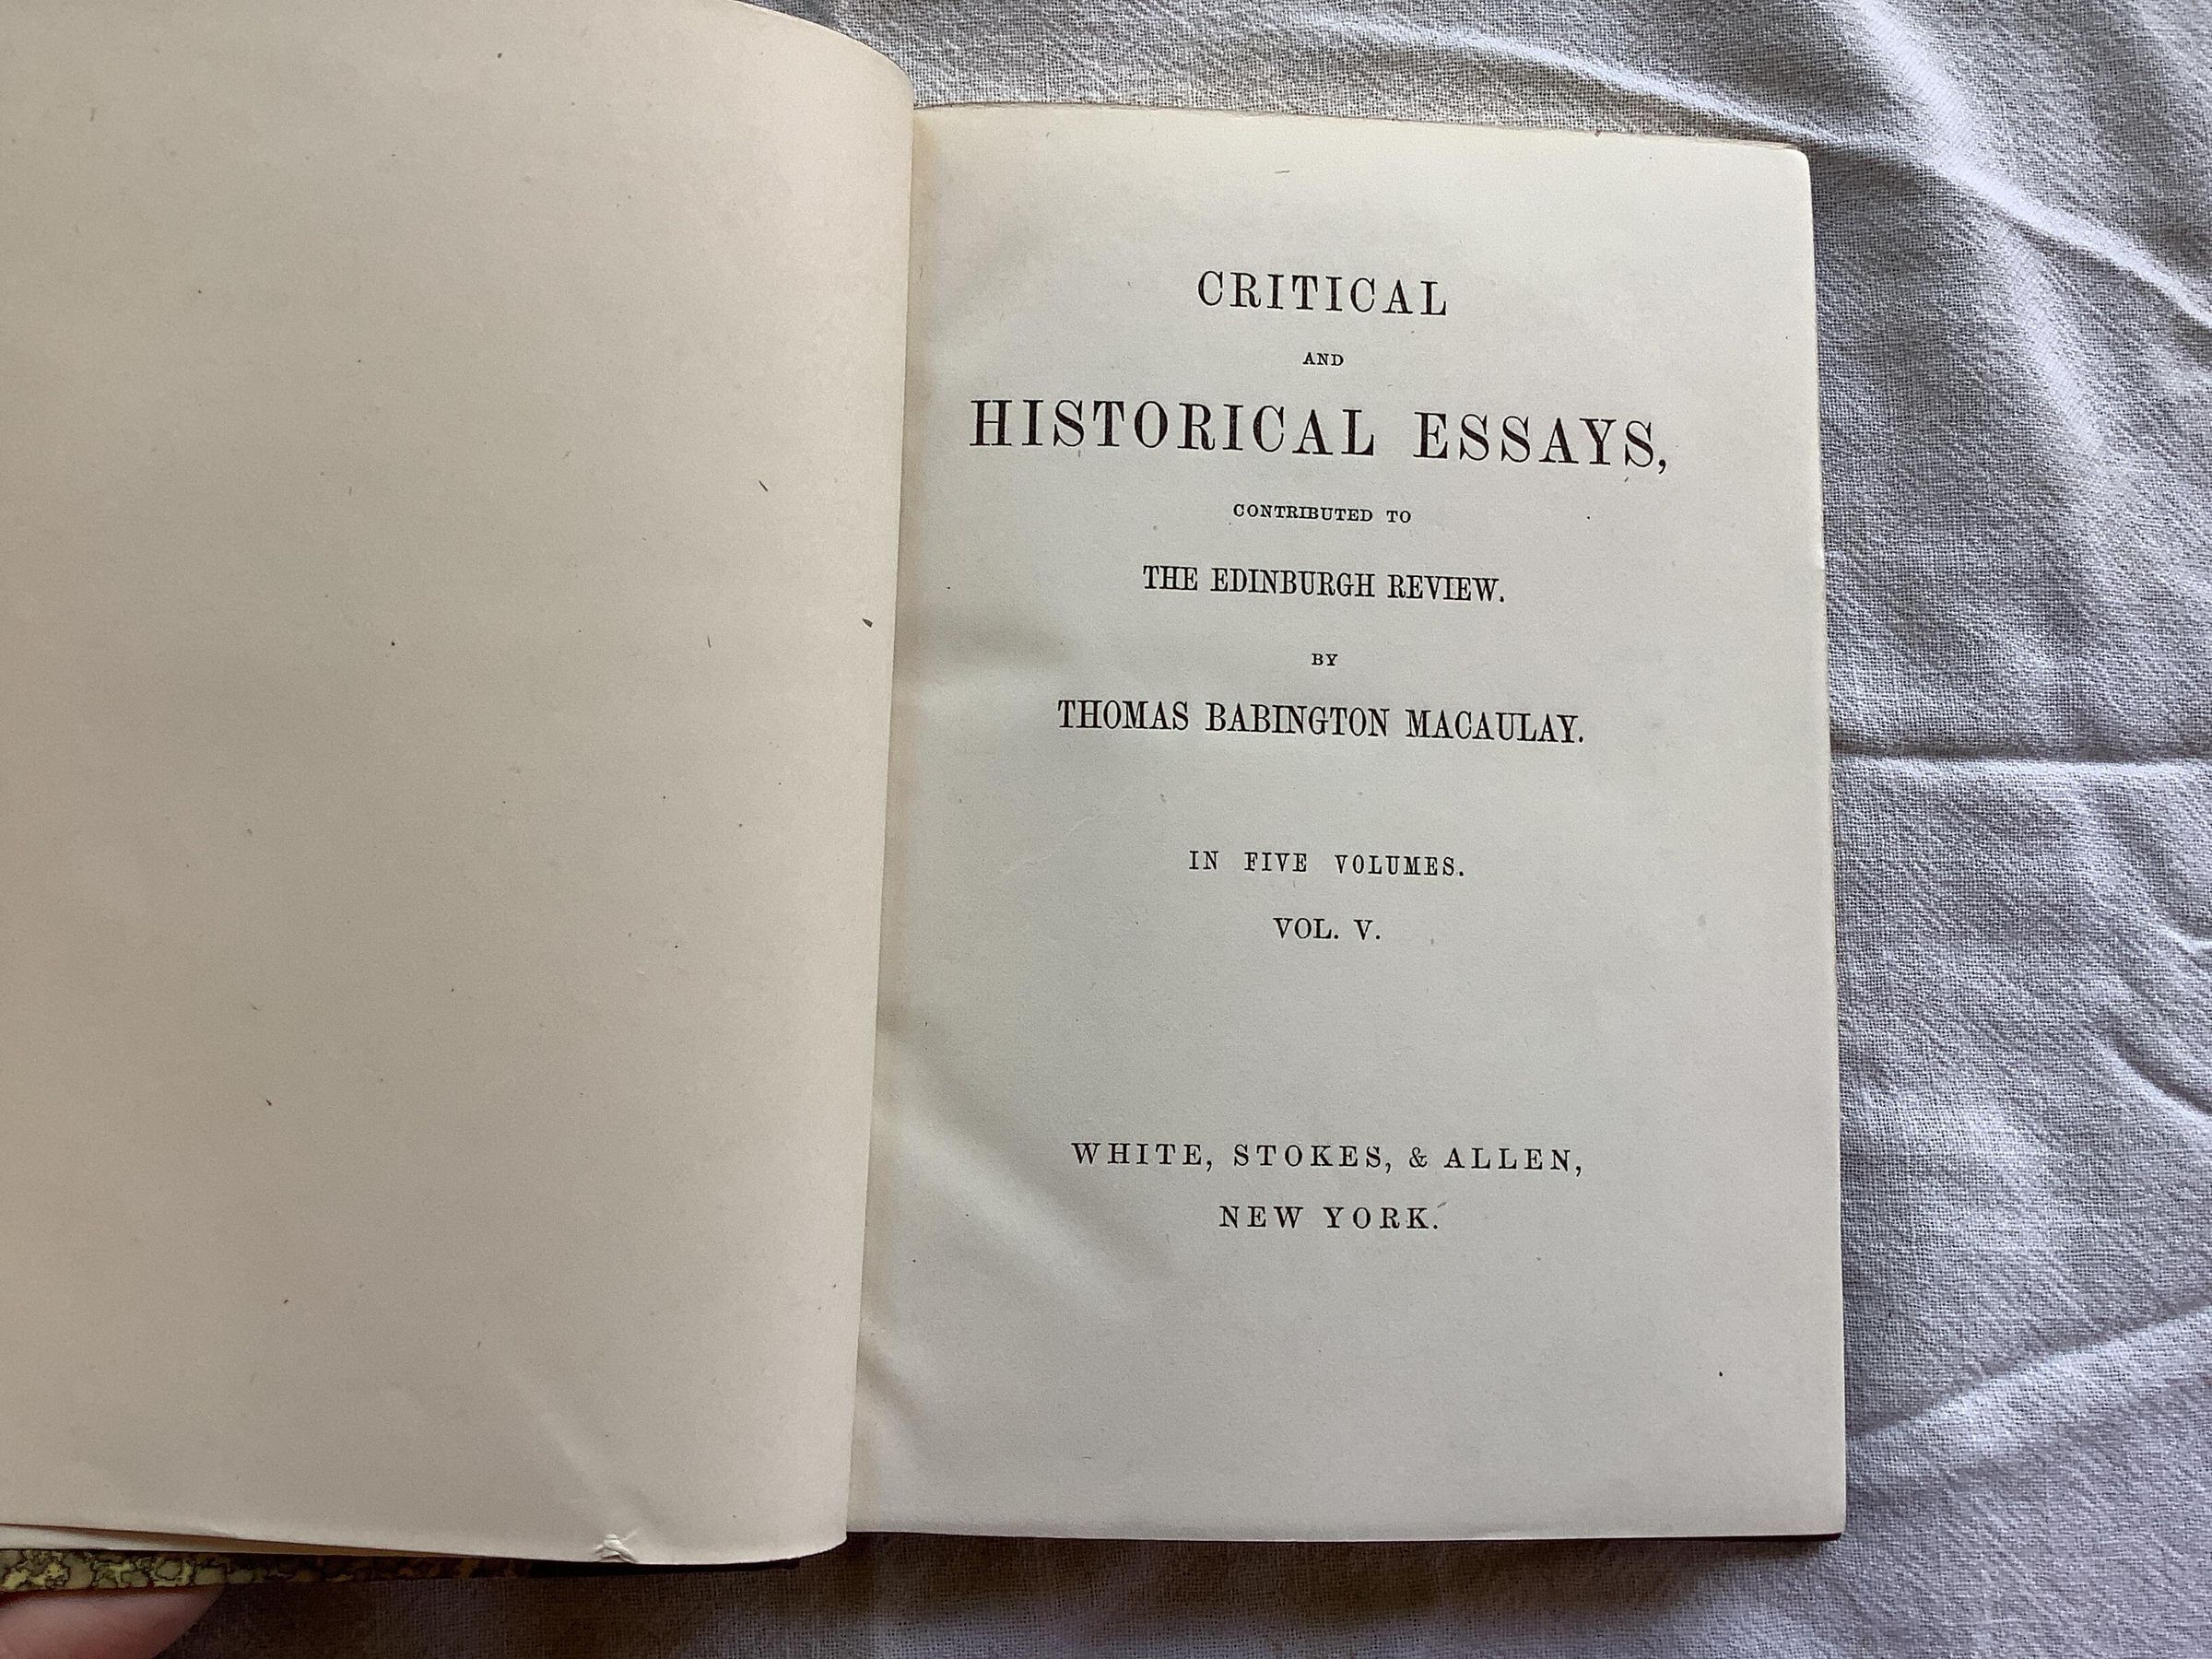 CRITICAL
AND
HISTORICAL ESSAYS,
CONTRIBUTED TO
THE EDINBURGH REVIEW.
BY
THOMAS BABINGTON MACAULAY.
IN FIVE VOLUMES.
VOL. V.
WHITE, STOKES, & ALLEN,
NEW YORK.